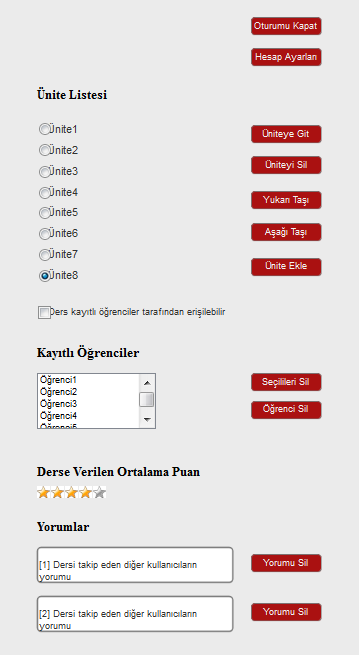 Oturumu Kapat
Hesap Ayarları
Ünite Listesi
Ünite1
Üniteye Git
Ünite2
Üniteyi Sil
Ünite3
Ünite4
Yukarı Taşı
Ünite5
Ünite6
Aşağı Taşı
Ünite7
Ünite8
Ünite Ekle
Ders kayıtlı öğrenciler tarafından erişilebilir
Kayıtlı Öğrenciler
Öğrenci1
Öğrenci2
Öğrenci3
Öğrenci4
Öğrenci5
Seçilileri Sil
Öğrenci Sil
Derse Verilen Ortalama Puan
Yorumlar
[1] Dersi takip eden diğer kullanıcıların
yorumu
Yorumu Sil
[2] Dersi takip eden diğer kullanıcıların
yorumu
Yorumu Sil